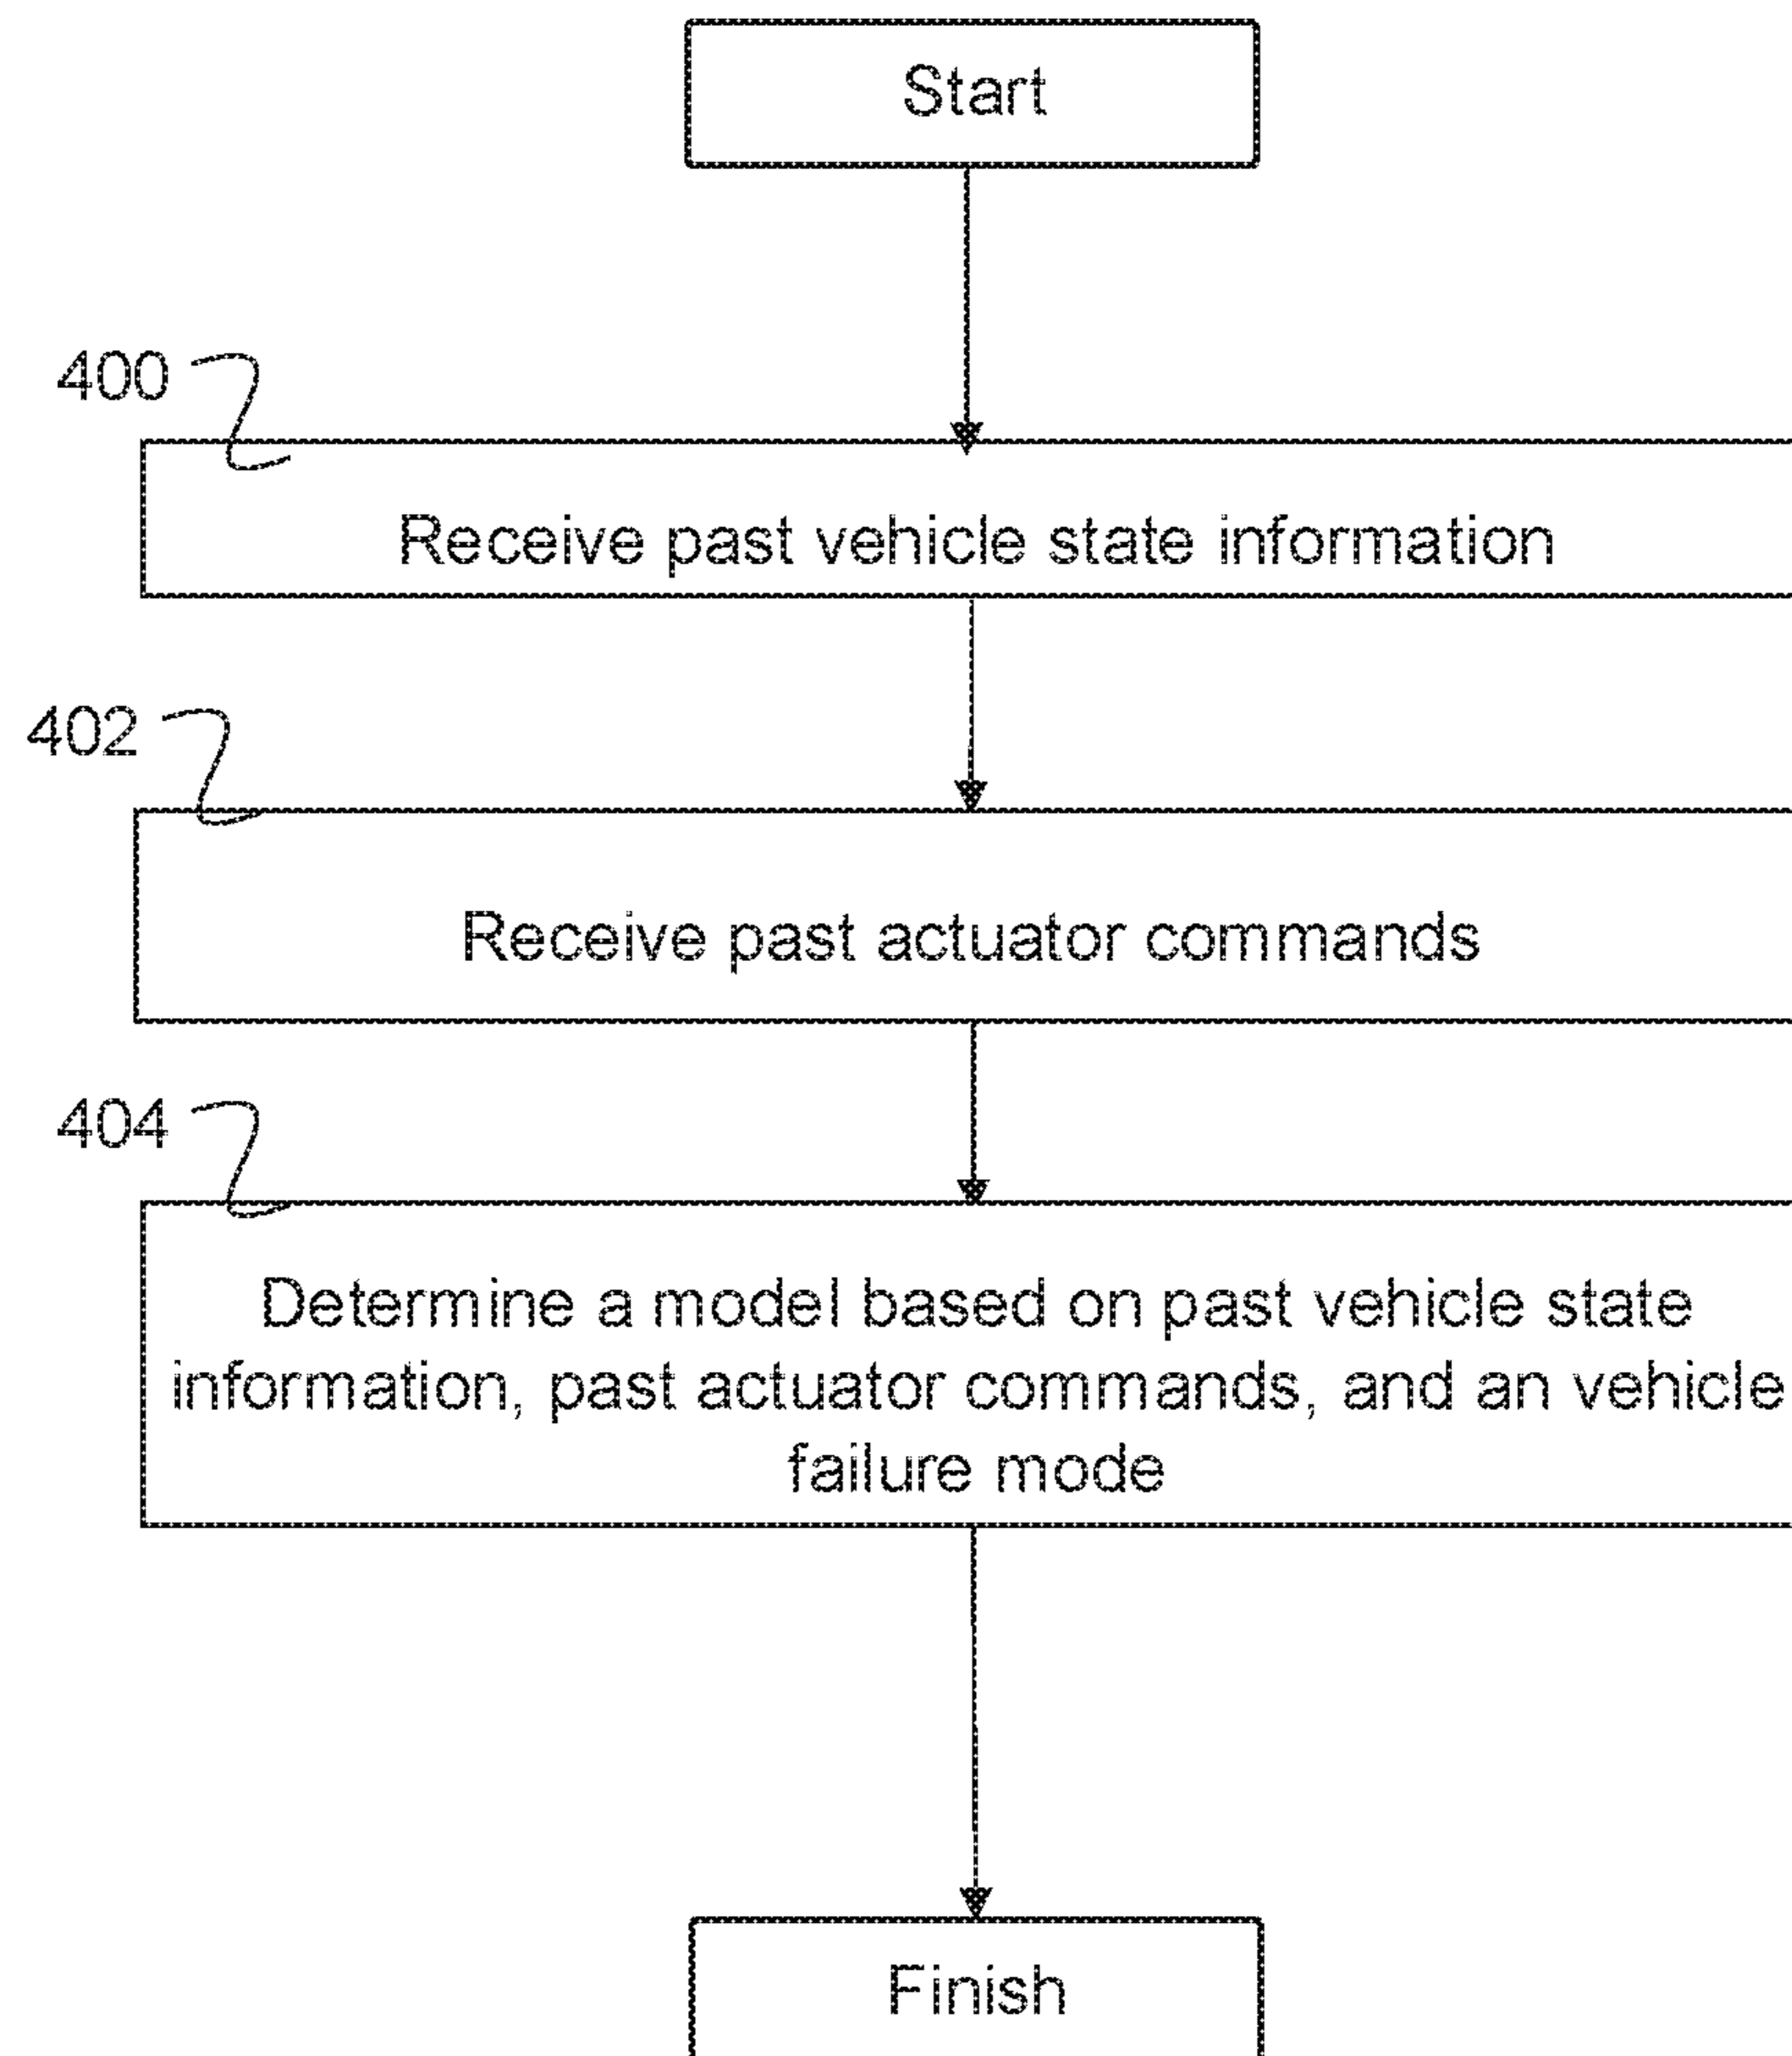 Start
400
Receive past vehicle state information
402
Receive past actuator commands
404
Determine a model based on past vehicle state
information, past actuator commands, and an vehicle
failure mode
Finish